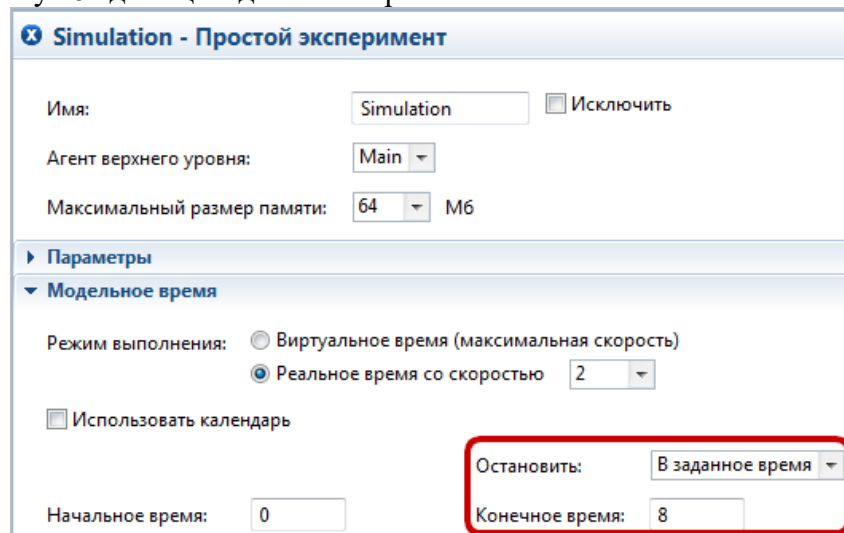 Simulation - Простой эксперимент
Имя: Simulation Исключить
Агент верхнего уровня: Main
Максимальный размер памяти: 64 Мб
Параметры
Модельное время
Режим выполнения: Виртуальное время (максимальная скорость)
Реальное время со скоростью 2
Использовать календарь
Остановить: В заданное время
Начальное время: 0 Конечное время: 8